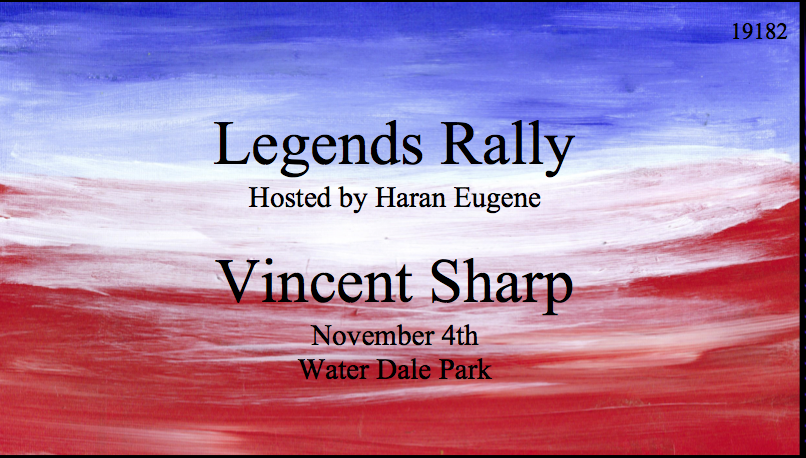 19182
Legends Rally
Hosted by Haran Eugene
Vincent Sharp
November 4th
Water Dale Park